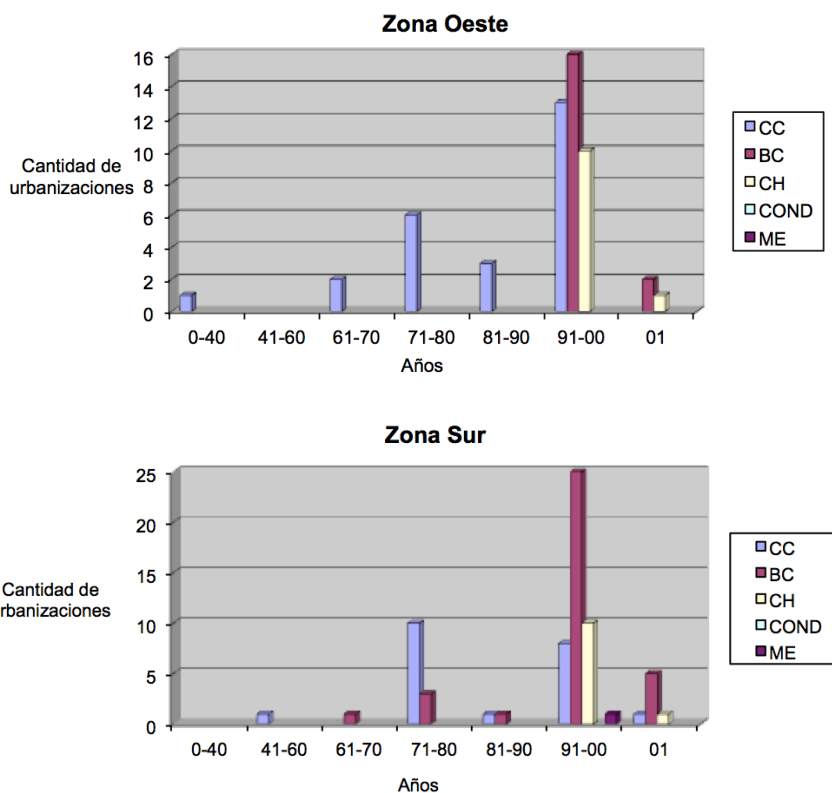 Zona Oeste
16
14
12
10
8
6
4
2
0
Cantidad de
urbanizaciones
0-40 41-60 61-70 71-80 81-90 91-00 01
Años
CC
BC
CH
COND
ME
Zona Sur
25
20
15
10
5
0
Cantidad de
rbanizaciones
0-40 41-60 61-70 71-80 81-90 91-00 01
Años
CC
BC
CH
COND
ME